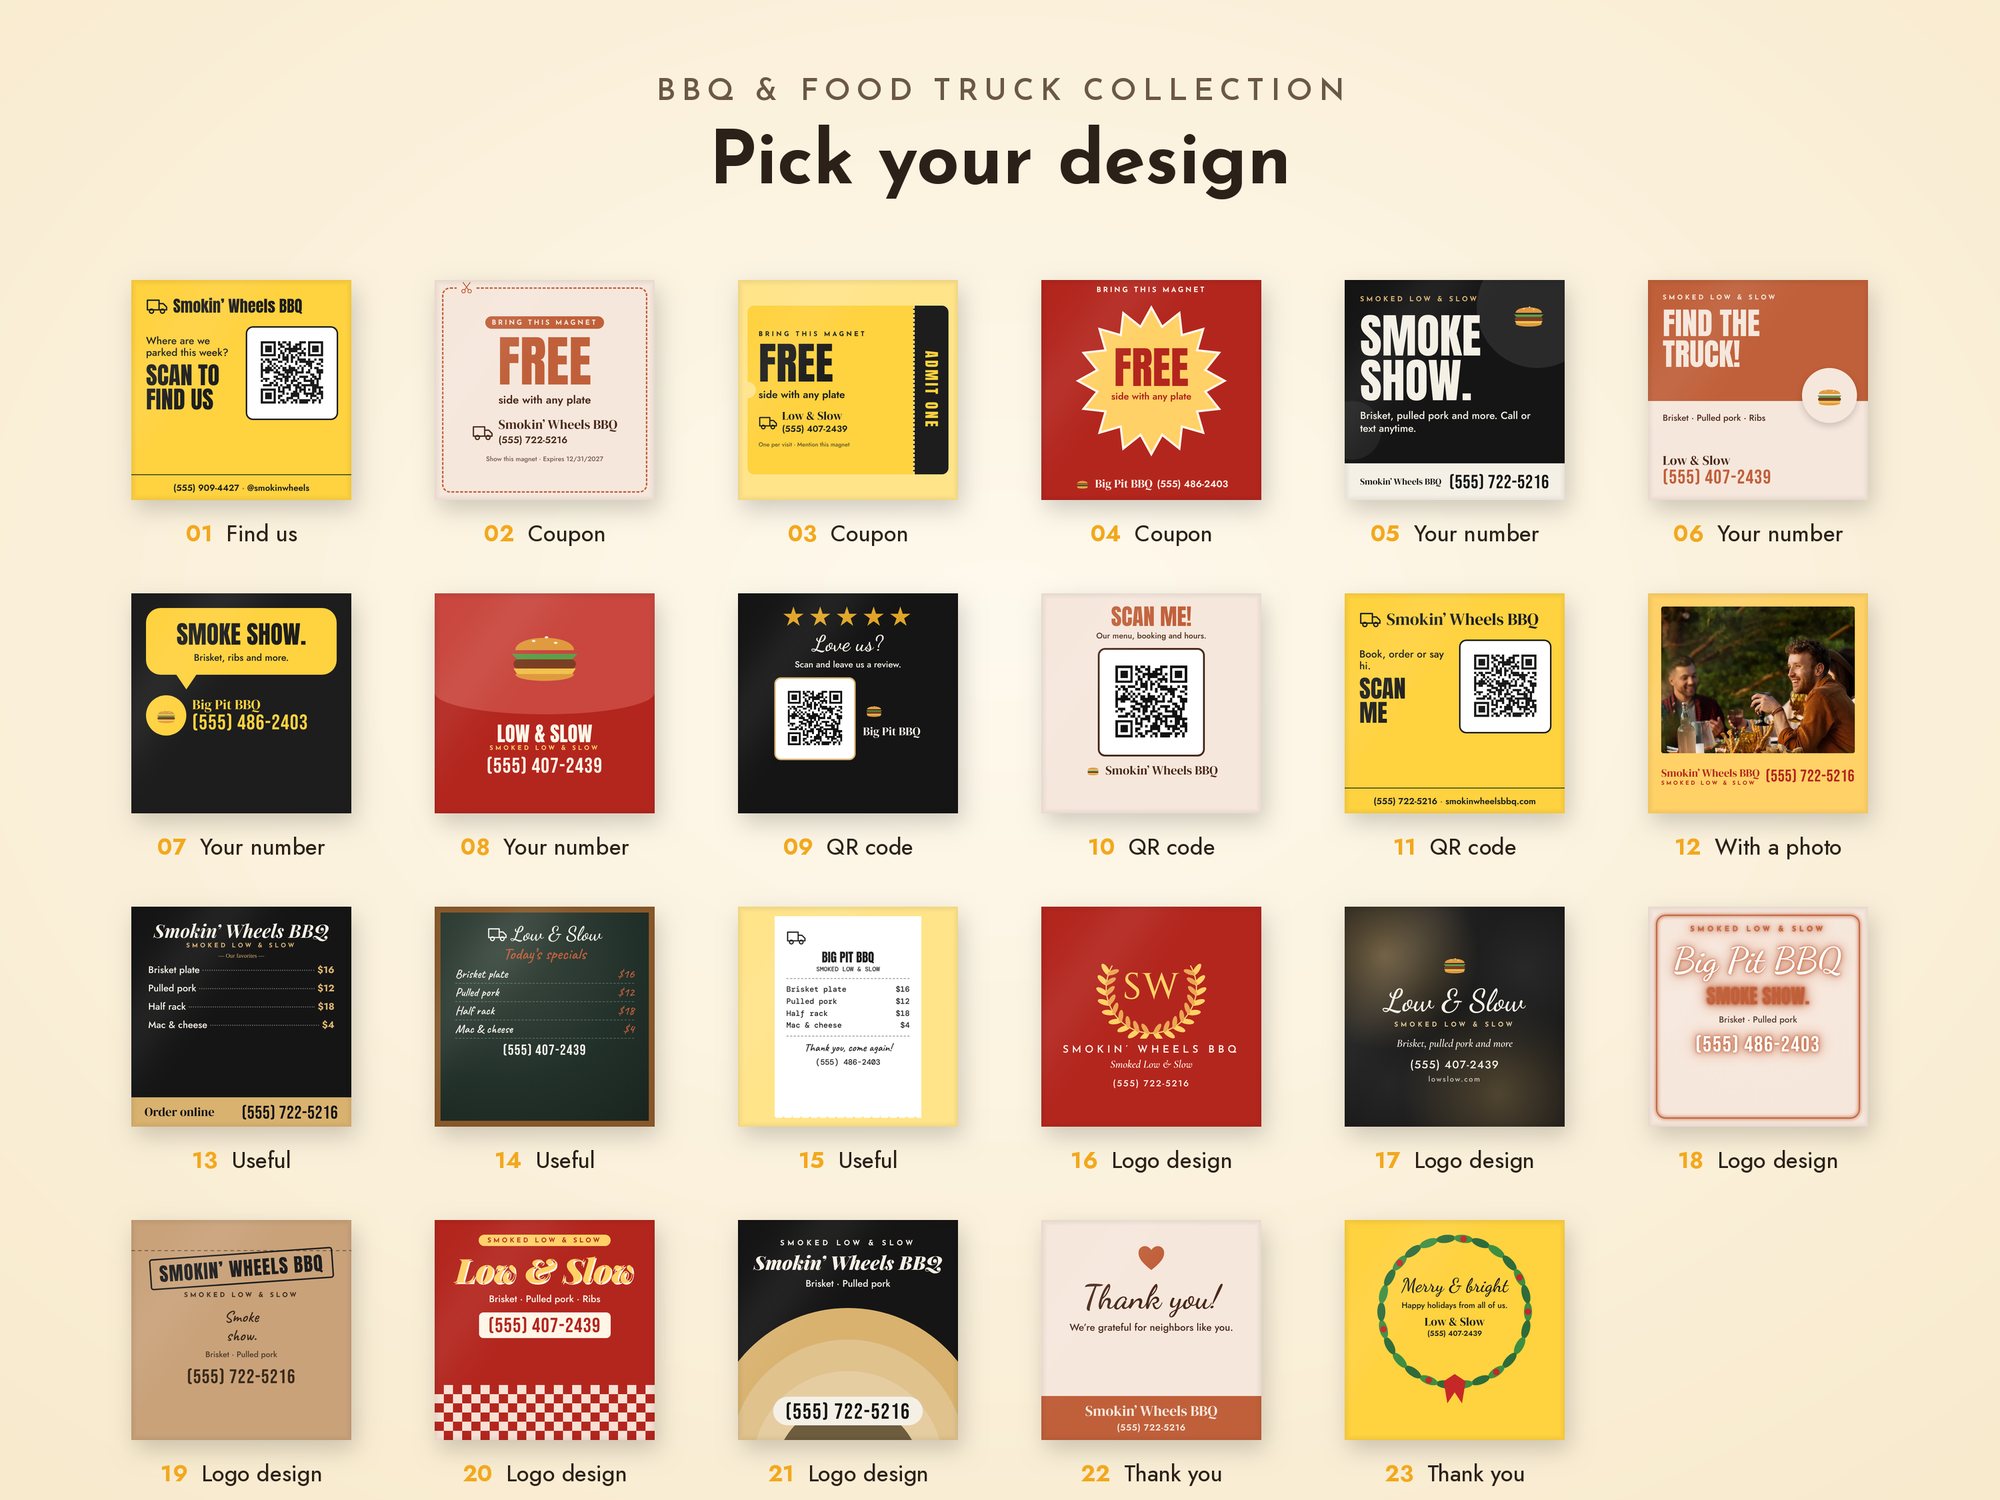 BBQ & FOOD TRUCK COLLECTION
Pick your design
Smokin' Wheels BBQ
Where are we
parked this week?
SCAN TO
FIND US
(555) 909-4427 · @smokinwheels
01 Find us
BRING THIS MAGNET
FREE
side with any plate
Smokin' Wheels BBQ
(555) 722-5216
Show this magnet · Expires 12/31/2027
02 Coupon
BRING THIS MAGNET
FREE
side with any plate
Low & Slow
(555) 407-2439
One per visit · Mention this magnet
ADMIT ONE
03 Coupon
BRING THIS MAGNET
FREE
side with any plate
Big Pit BBQ (555) 486-2403
04 Coupon
SMOKED LOW & SLOW
SMOKE
SHOW.
Brisket, pulled pork and more. Call or
text anytime.
Smokin' Wheels BBQ (555) 722-5216
05 Your number
SMOKED LOW & SLOW
FIND THE
TRUCK!
Brisket · Pulled pork · Ribs
Low & Slow
(555) 407-2439
06 Your number
SMOKE SHOW.
Brisket, ribs and more.
Big Pit BBQ
(555) 486-2403
07 Your number
LOW & SLOW
SMOKED LOW & SLOW
(555) 407-2439
08 Your number
Love us?
Scan and leave us a review.
Big Pit BBQ
09 QR code
SCAN ME!
Our menu, booking and hours.
Smokin' Wheels BBQ
10 QR code
Smokin' Wheels BBQ
Book, order or say
hi.
SCAN
ME
(555) 722-5216 · smokinwheelsbbq.com
11 QR code
Smokin' Wheels BBQ (555) 722-5216
SMOKED LOW & SLOW
12 With a photo
Smokin' Wheels BBQ
SMOKED LOW & SLOW
— Our favorites —
Brisket plate $16
Pulled pork $12
Half rack $18
Mac & cheese $4
Order online (555) 722-5216
13 Useful
Low & Slow
Today's specials
Brisket plate $16
Pulled pork $12
Half rack $18
Mac & cheese $4
(555) 407-2439
14 Useful
BIG PIT BBQ
SMOKED LOW & SLOW
Brisket plate $16
Pulled pork $12
Half rack $18
Mac & cheese $4
Thank you, come again!
(555) 486-2403
15 Useful
SW
SMOKIN' WHEELS BBQ
Smoked Low & Slow
(555) 722-5216
16 Logo design
Low & Slow
SMOKED LOW & SLOW
Brisket, pulled pork and more
(555) 407-2439
lowslow.com
17 Logo design
SMOKED LOW & SLOW
Big Pit BBQ
SMOKE SHOW.
Brisket · Pulled pork
(555) 486-2403
18 Logo design
SMOKIN' WHEELS BBQ
SMOKED LOW & SLOW
Smoke
show.
Brisket · Pulled pork
(555) 722-5216
19 Logo design
SMOKED LOW & SLOW
Low & Slow
Brisket · Pulled pork · Ribs
(555) 407-2439
20 Logo design
SMOKED LOW & SLOW
Smokin' Wheels BBQ
Brisket · Pulled pork
(555) 722-5216
21 Logo design
Thank you!
We're grateful for neighbors like you.
Smokin' Wheels BBQ
(555) 722-5216
22 Thank you
Merry & bright
Happy holidays from all of us.
Low & Slow
(555) 407-2439
23 Thank you